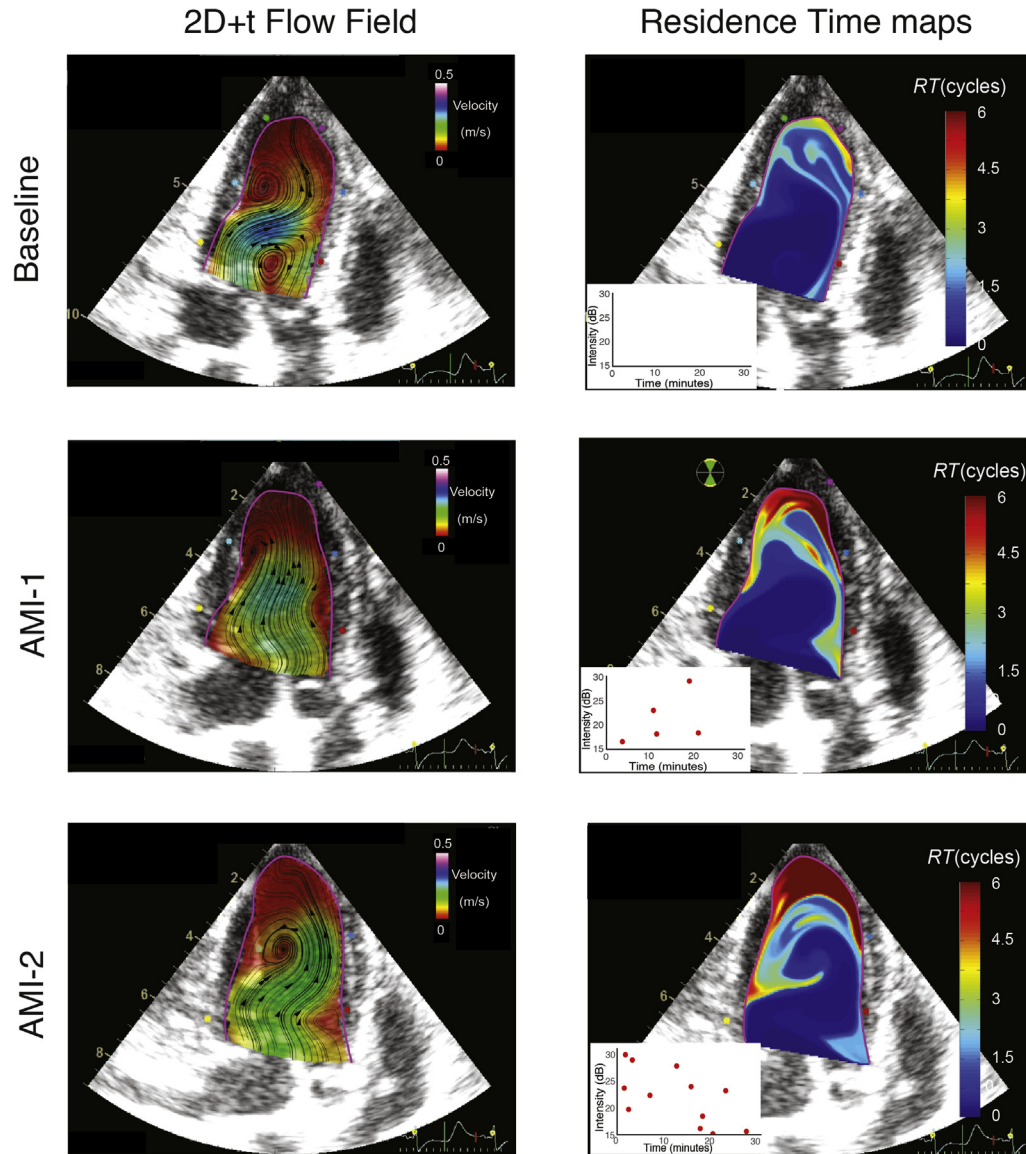 2D+t Flow Field
Residence Time maps
Baseline
0.5
Velocity
(m/s)
0
5
10
RT(cycles)
6
4.5
3
1.5
0
5
30
25
20
15
Intensity (dB)
0 10 20 30
Time (minutes)
AMI-1
0.5
Velocity
(m/s)
0
2
4
6
8
RT(cycles)
6
4.5
3
1.5
0
2
4
6
30
25
20
15
Intensity (dB)
0 10 20 30
Time (minutes)
AMI-2
0.5
Velocity
(m/s)
0
2
4
6
8
RT(cycles)
6
4.5
3
1.5
0
2
4
6
30
25
20
15
Intensity (dB)
0 10 20 30
Time (minutes)